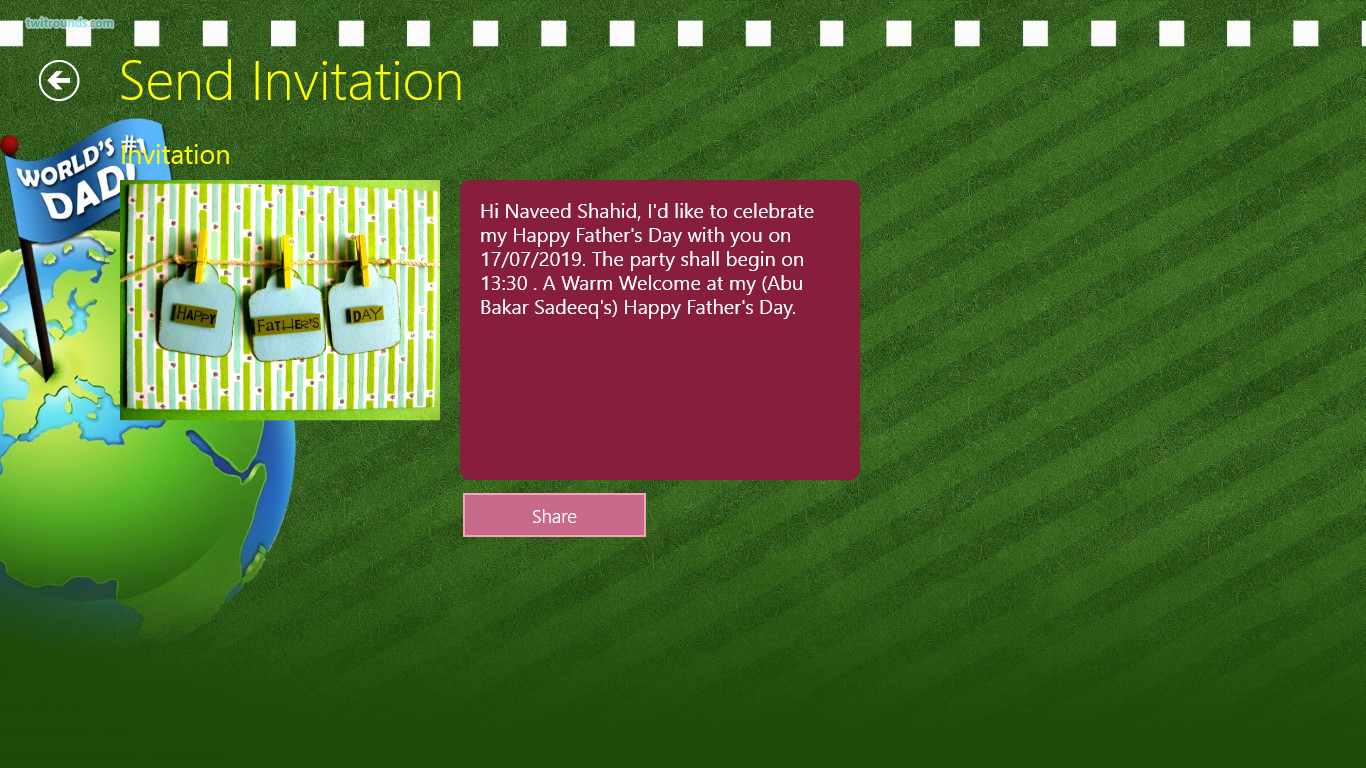 twitrounds.com
Send Invitation
Invitation
WORLD'S #1
DAD!
HAPPY
FATHER'S
DAY
Hi Naveed Shahid, I'd like to celebrate
my Happy Father's Day with you on
17/07/2019. The party shall begin on
13:30 . A Warm Welcome at my (Abu
Bakar Sadeeq's) Happy Father's Day.
Share